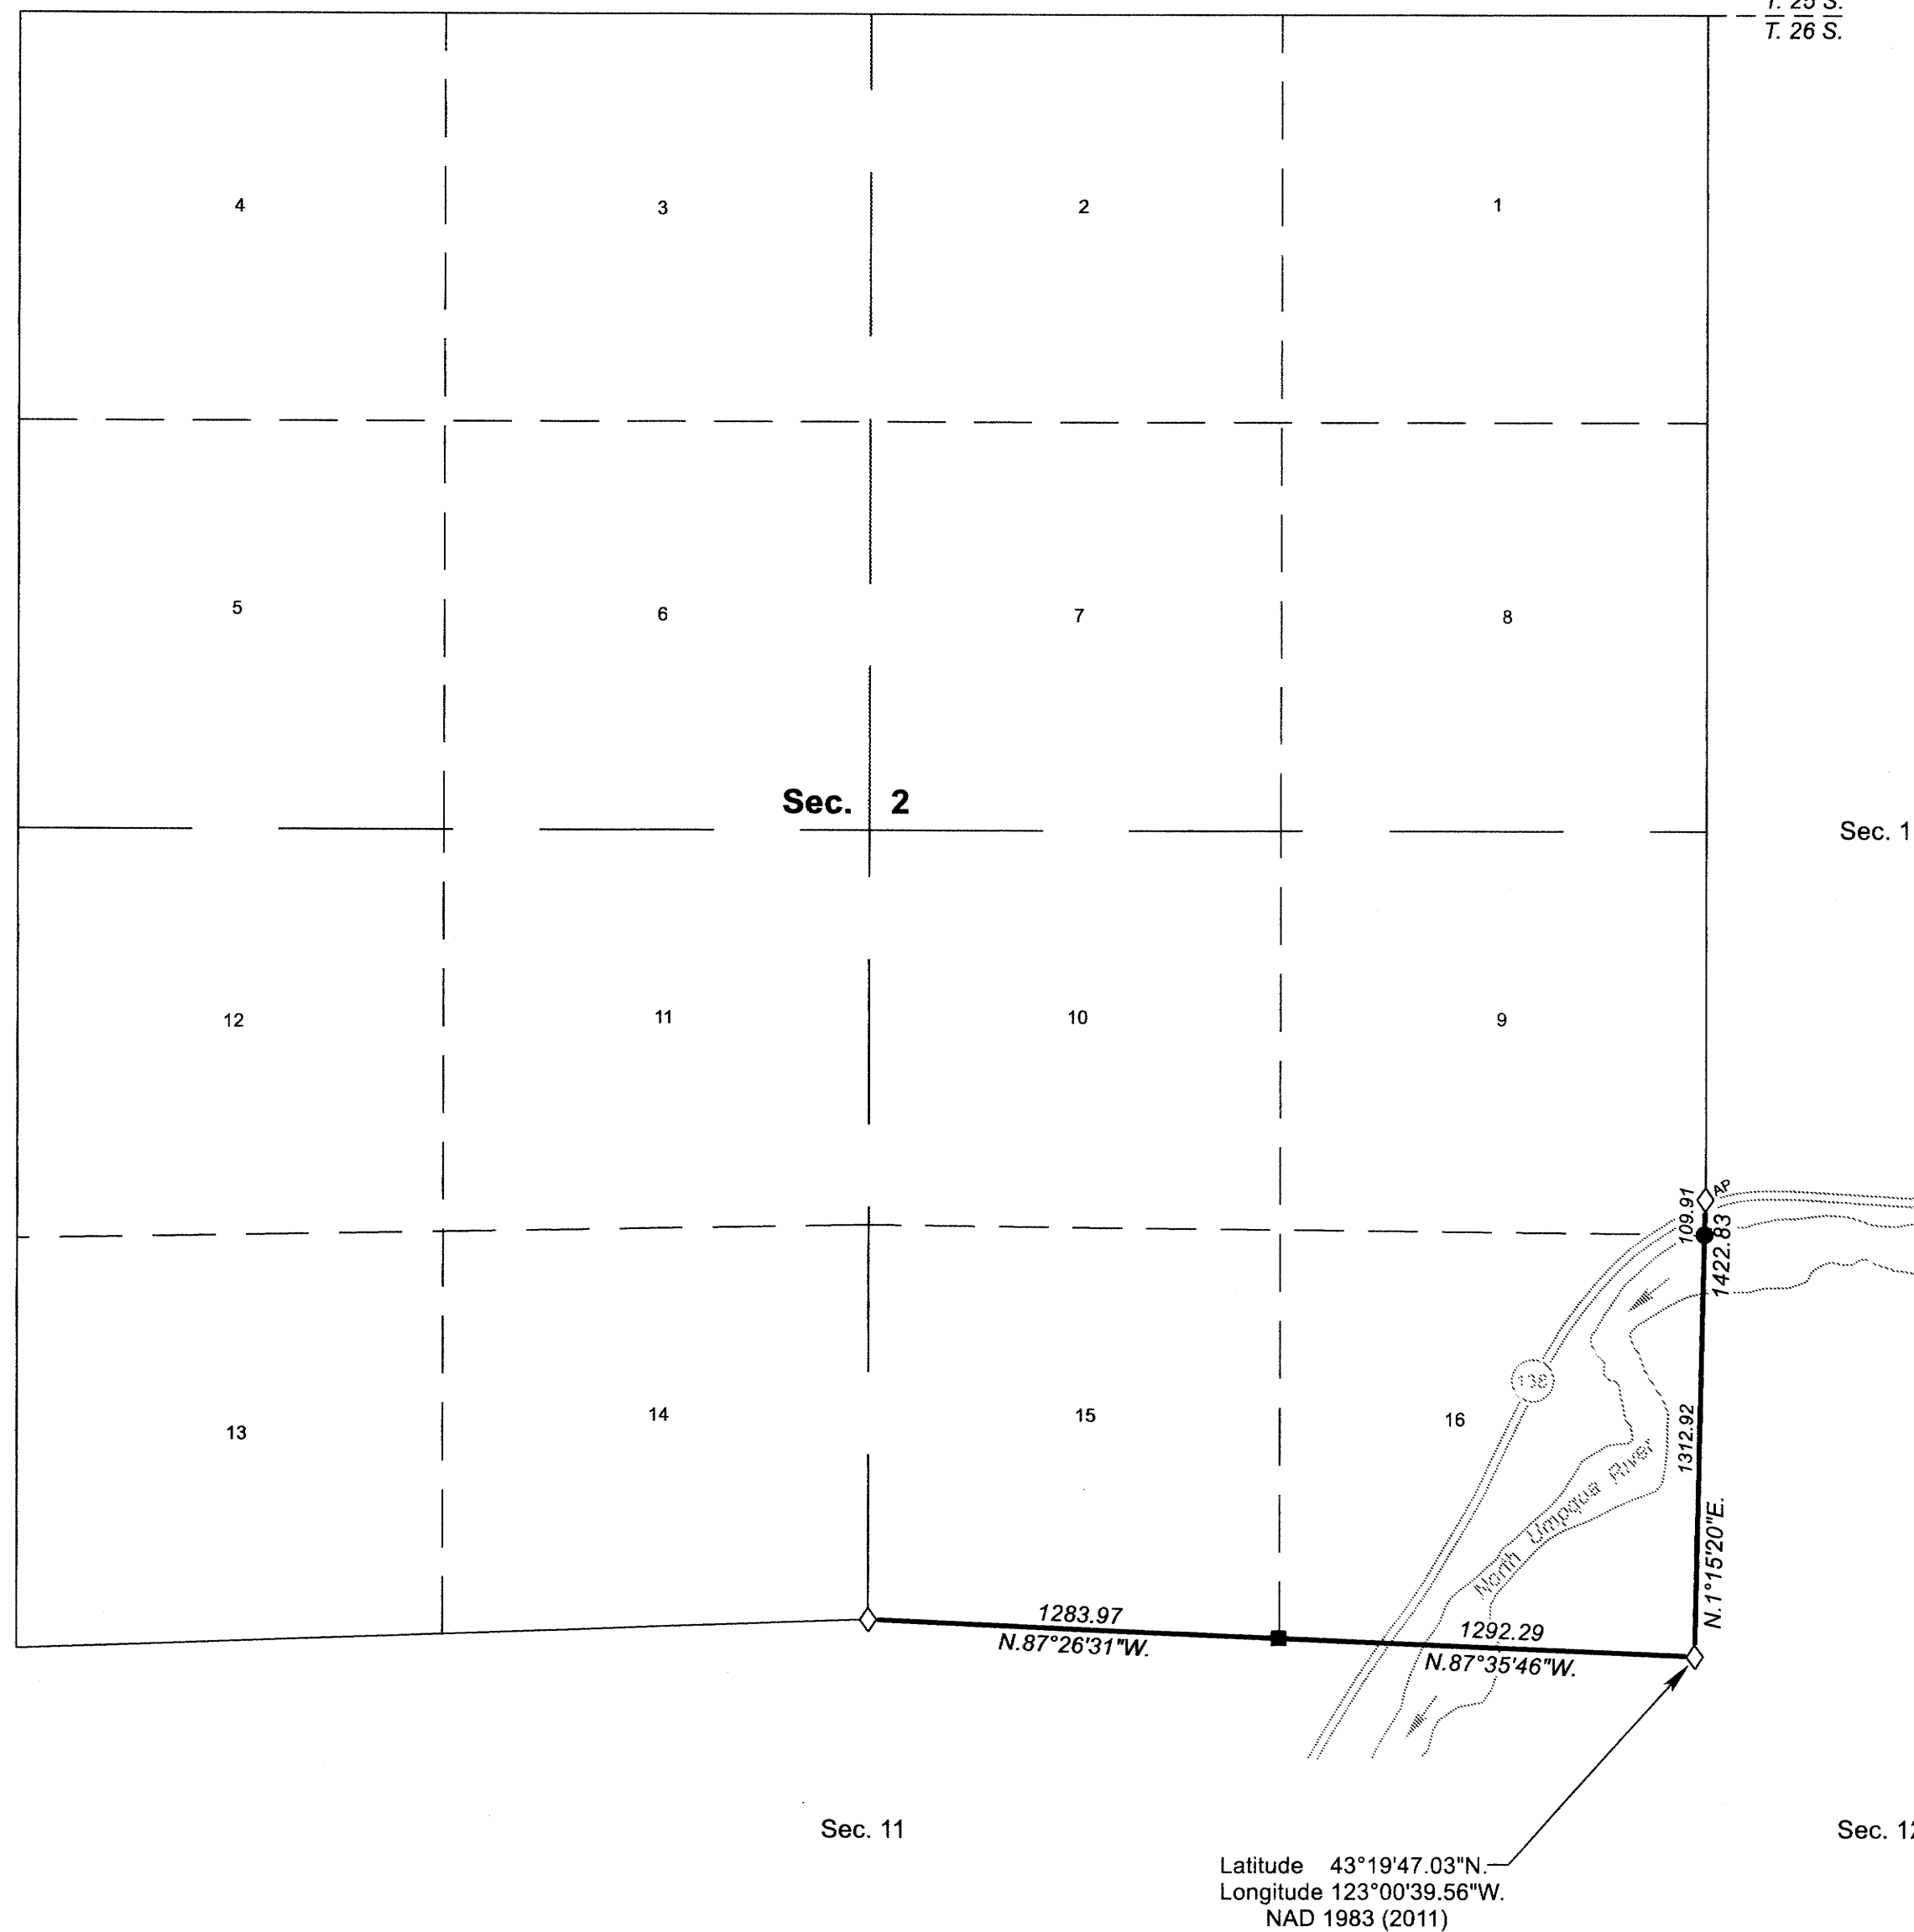 T. 25 S.
T. 26 S.
4
3
2
1
5
6
7
8
Sec. 2
Sec. 1
12
11
10
9
AP
109.91
1422.83
138
13
14
15
16
1312.92
North Umpqua River
N.1°15'20"E.
1283.97
N.87°26'31"W.
1292.29
N.87°35'46"W.
Sec. 11
Sec. 12
Latitude 43°19'47.03"N.
Longitude 123°00'39.56"W.
NAD 1983 (2011)